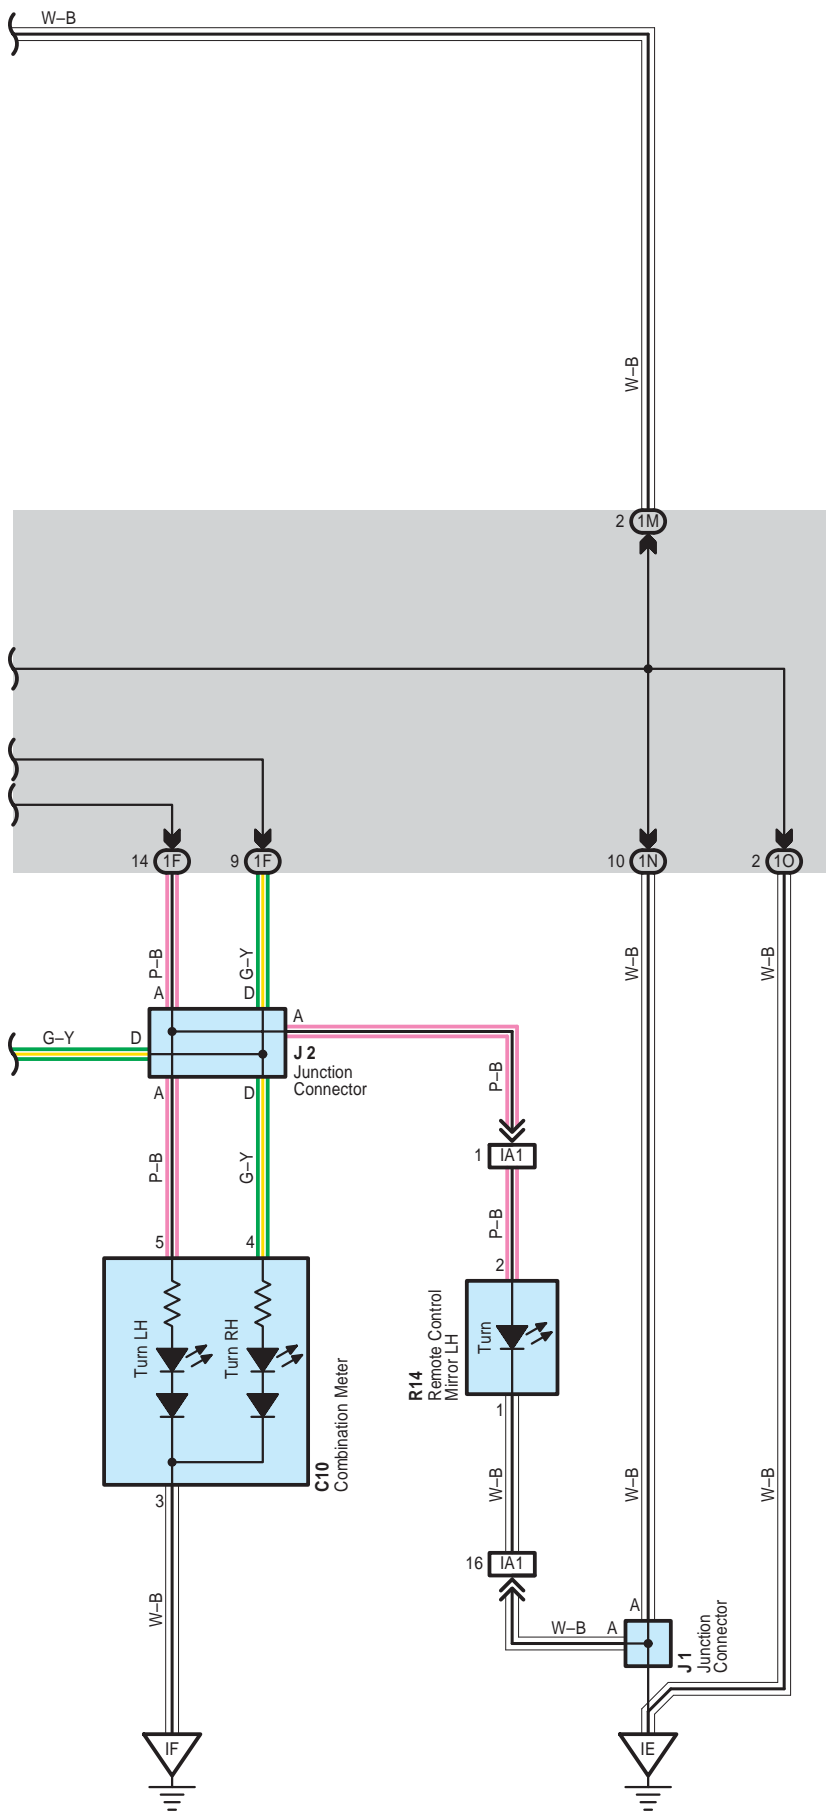 W–B
W–B
2 1M
14 1F
9 1F
10 1N
2 1O
P–B
G–Y
W–B
W–B
A
D
A
G–Y
D
J 2
Junction
Connector
P–B
A
D
P–B
G–Y
1 IA1
P–B
5
4
2
Turn LH
Turn RH
C10
Combination Meter
Turn
R14
Remote Control
Mirror LH
1
W–B
W–B
W–B
3
16 IA1
W–B
A
W–B
A
J 1
Junction
Connector
IF
IE